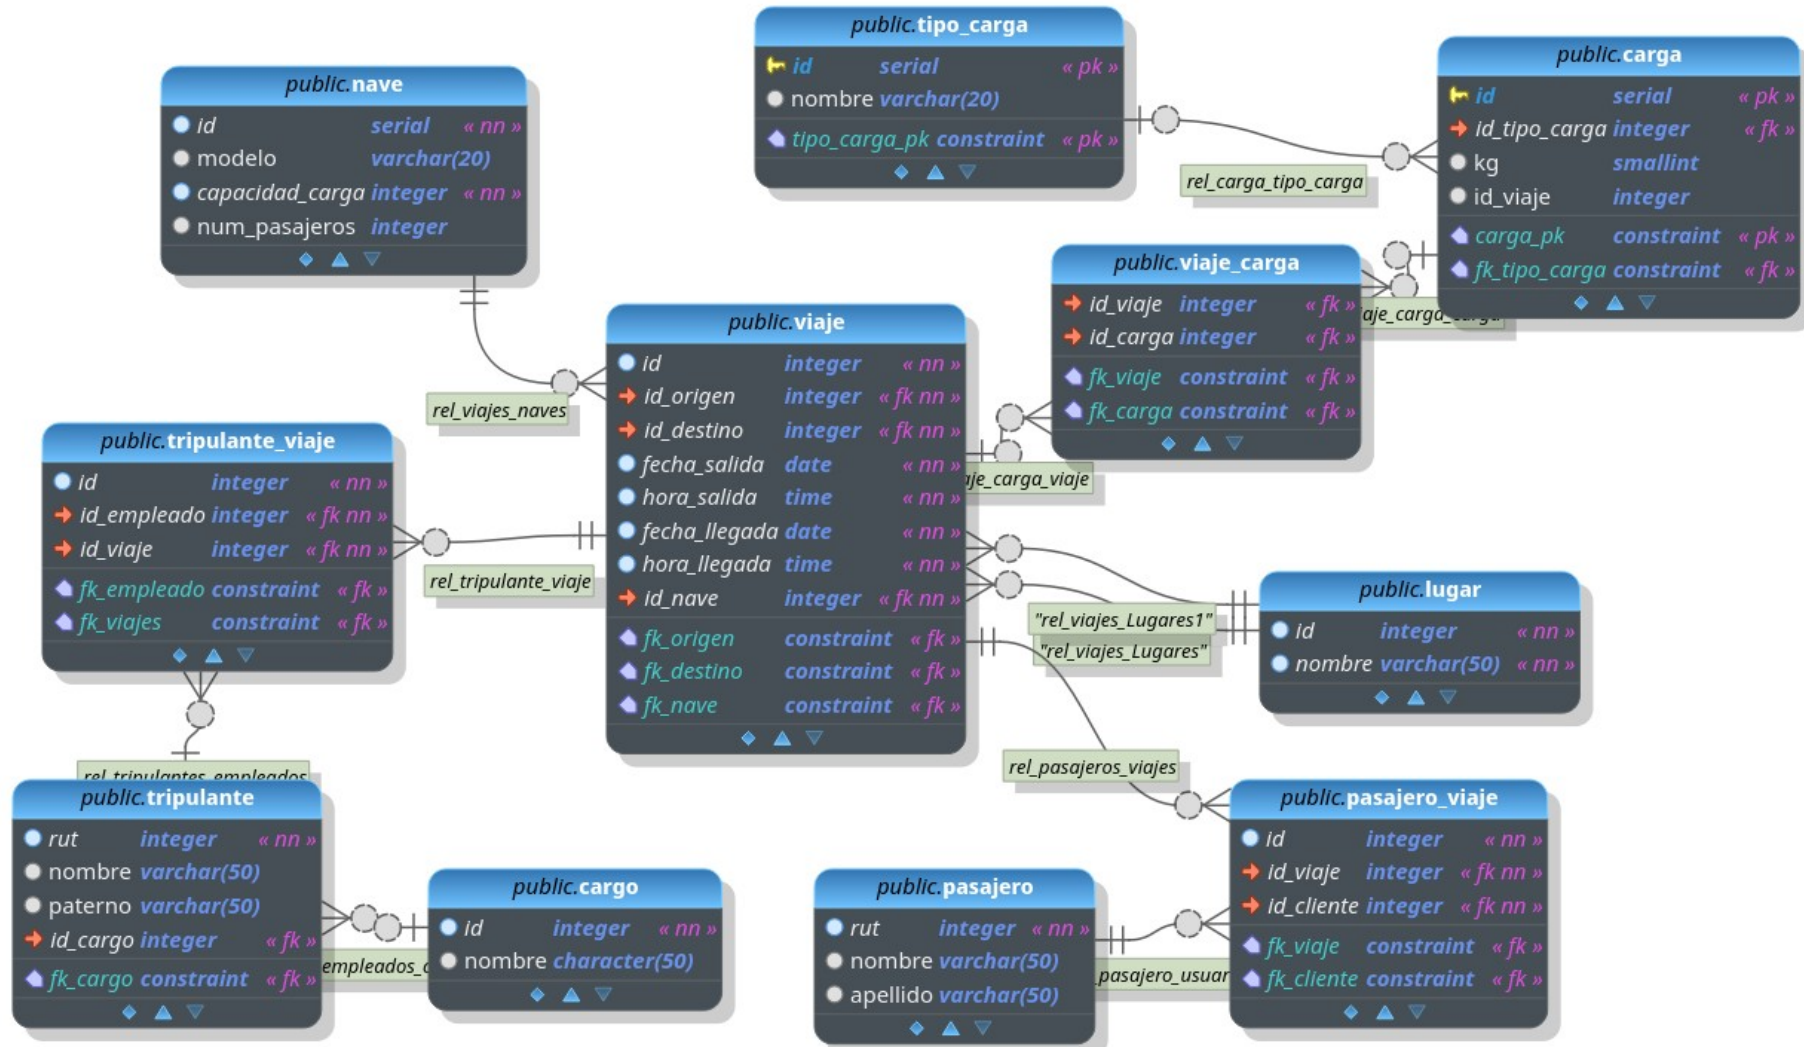 public.tipo_carga
id serial « pk »
nombre varchar(20)
tipo_carga_pk constraint « pk »
public.carga
id serial « pk »
id_tipo_carga integer « fk »
kg smallint
id_viaje integer
carga_pk constraint « pk »
fk_tipo_carga constraint « fk »
public.nave
id serial « nn »
modelo varchar(20)
capacidad_carga integer « nn »
num_pasajeros integer
rel_carga_tipo_carga
public.viaje_carga
id_viaje integer « fk »
id_carga integer « fk »
fk_viaje constraint « fk »
fk_carga constraint « fk »
iaje_carga_carga
public.viaje
id integer « nn »
id_origen integer « fk nn »
id_destino integer « fk nn »
fecha_salida date « nn »
hora_salida time « nn »
fecha_llegada date « nn »
hora_llegada time « nn »
id_nave integer « fk nn »
fk_origen constraint « fk »
fk_destino constraint « fk »
fk_nave constraint « fk »
rel_viajes_naves
aje_carga_viaje
public.tripulante_viaje
id integer « nn »
id_empleado integer « fk nn »
id_viaje integer « fk nn »
fk_empleado constraint « fk »
fk_viajes constraint « fk »
rel_tripulante_viaje
public.lugar
id integer « nn »
nombre varchar(50) « nn »
"rel_viajes_Lugares1"
"rel_viajes_Lugares"
rel_pasajeros_viajes
rel_tripulantes_empleados
public.tripulante
rut integer « nn »
nombre varchar(50)
paterno varchar(50)
id_cargo integer « fk »
fk_cargo constraint « fk »
empleados_c
public.cargo
id integer « nn »
nombre character(50)
public.pasajero
rut integer « nn »
nombre varchar(50)
apellido varchar(50)
_pasajero_usuar
public.pasajero_viaje
id integer « nn »
id_viaje integer « fk nn »
id_cliente integer « fk nn »
fk_viaje constraint « fk »
fk_cliente constraint « fk »